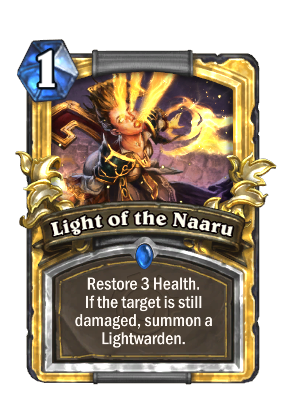 1
Light of the Naaru
Restore 3 Health.
If the target is still
damaged, summon a
Lightwarden.